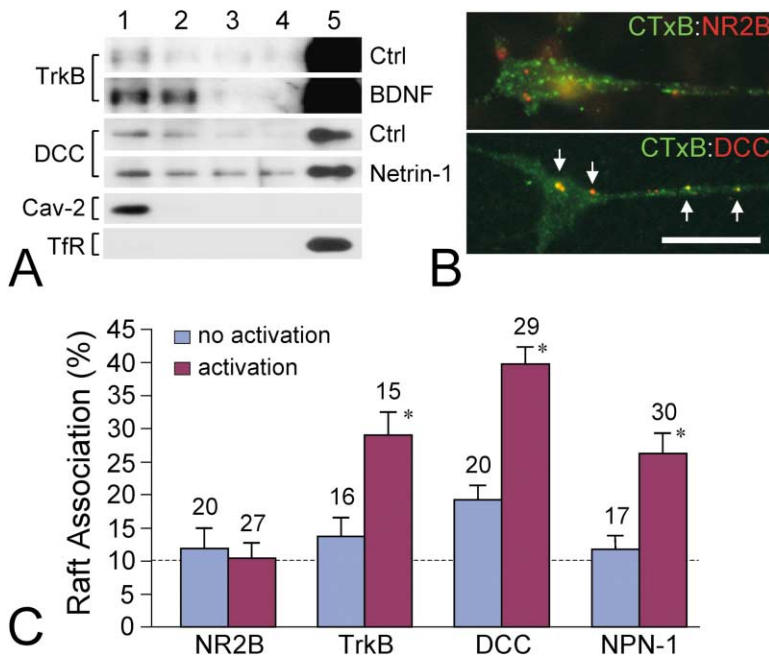 1 2 3 4 5
TrkB
Ctrl
BDNF
DCC
Ctrl
Netrin-1
Cav-2
TfR
A
CTxB:NR2B
CTxB:DCC
B
Raft Association (%)
45
40
35
30
25
20
15
10
5
0
no activation
activation
20
27
16
15
*
20
29
*
17
30
*
NR2B TrkB DCC NPN-1
C